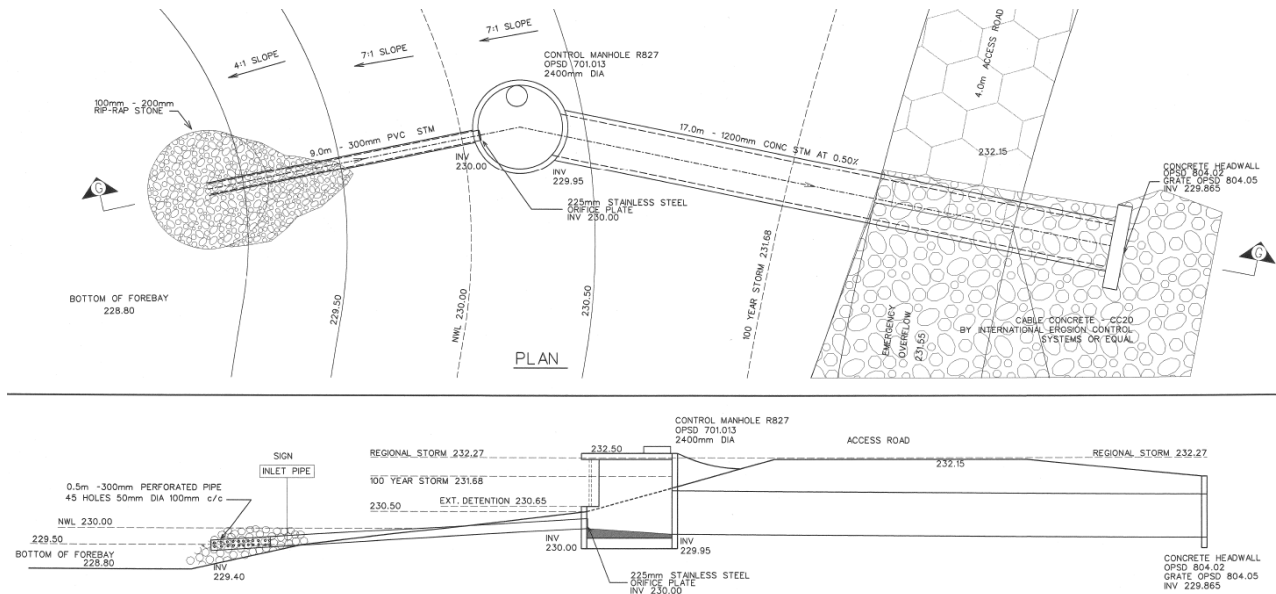 7:1 SLOPE
7:1 SLOPE
4:1 SLOPE
CONTROL MANHOLE R827
OPSD 701.013
2400mm DIA
100mm - 200mm
RIP-RAP STONE
9.0m - 300mm PVC STM
17.0m - 1200mm CONC STM AT 0.50%
4.0m ACCESS ROAD
232.15
INV
230.00
INV
229.95
225mm STAINLESS STEEL
ORIFICE PLATE
INV 230.00
CONCRETE HEADWALL
OPSD 804.02
GRATE OPSD 804.05
INV 229.865
G
G
BOTTOM OF FOREBAY
228.80
229.50
NWL 230.00
230.50
100 YEAR STORM 231.68
EMERGENCY
OVERFLOW
231.55
CABLE CONCRETE - CC20
BY INTERNATIONAL EROSION CONTROL
SYSTEMS OR EQUAL
PLAN
CONTROL MANHOLE R827
OPSD 701.013
2400mm DIA
ACCESS ROAD
232.50
REGIONAL STORM 232.27
REGIONAL STORM 232.27
232.15
SIGN
INLET PIPE
100 YEAR STORM 231.68
0.5m -300mm PERFORATED PIPE
45 HOLES 50mm DIA 100mm c/c
EXT. DETENTION 230.65
230.50
NWL 230.00
229.50
BOTTOM OF FOREBAY
228.80
INV
229.40
INV
230.00
INV
229.95
225mm STAINLESS STEEL
ORIFICE PLATE
INV 230.00
CONCRETE HEADWALL
OPSD 804.02
GRATE OPSD 804.05
INV 229.865